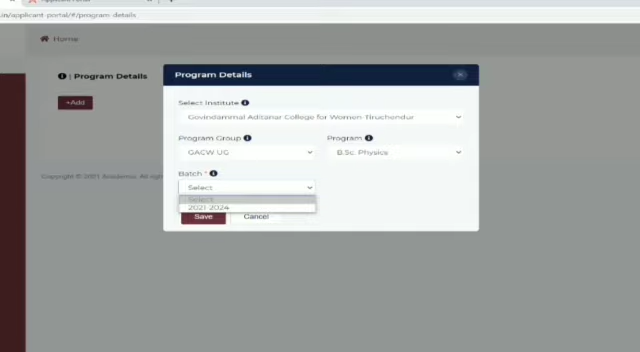 .in/applicant-portal/#/program-details
Home
| Program Details
+Add
Program Details
Select Institute
Govindammal Aditanar College for Women Tiruchendur
Program Group
Program
GACW UG
B.Sc. Physics
Batch *
Select
Select
2021-2024
Save
Cancel
Copyright © 2021 Academia. All righ